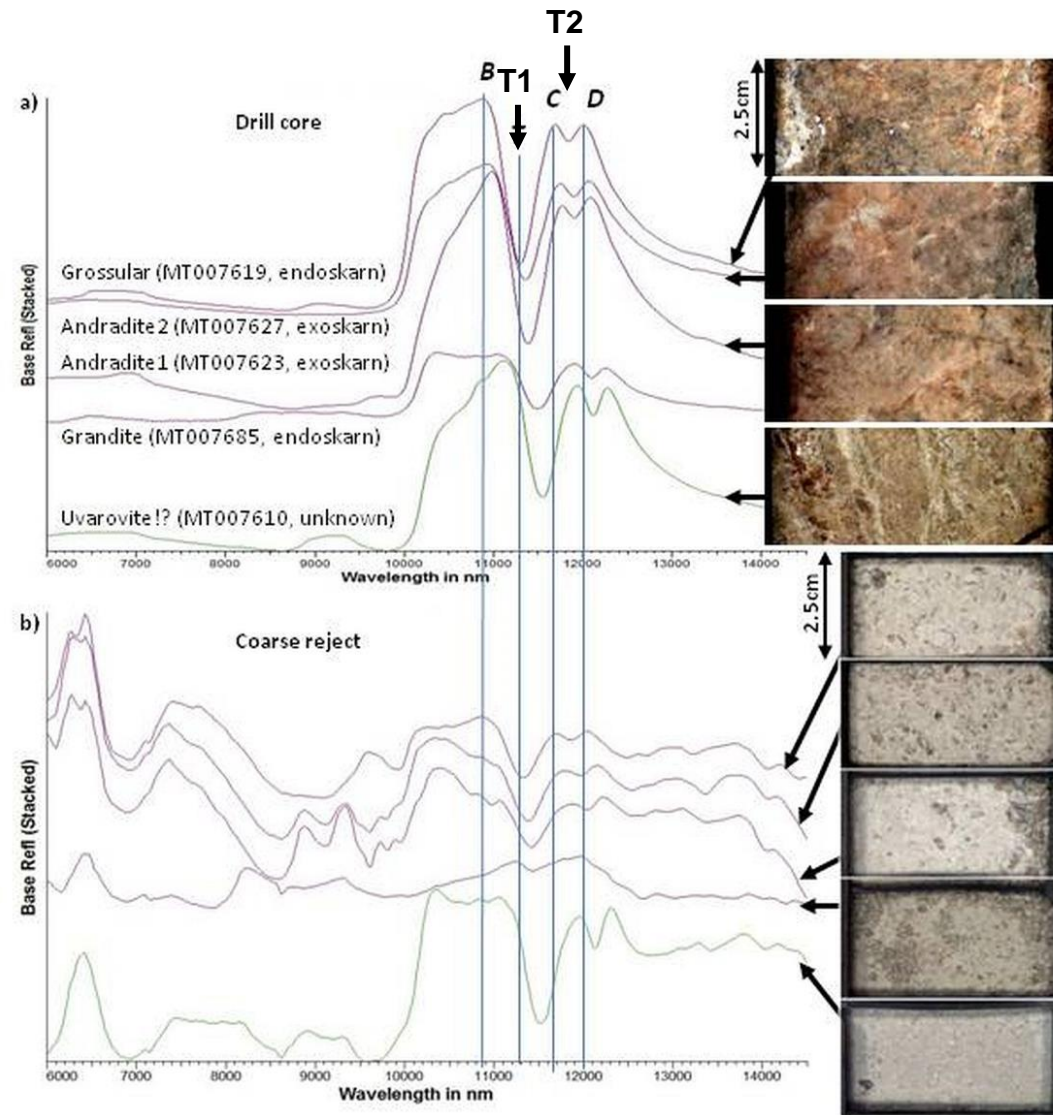 T2
B T1 C D
a)
Drill core
2.5cm
Base Refl (Stacked)
Grossular (MT007619, endoskarn)
Andradite2 (MT007627, exoskarn)
Andradite1 (MT007623, exoskarn)
Grandite (MT007685, endoskarn)
Uvarovite!? (MT007610, unknown)
6000 7000 8000 9000 10000 11000 12000 13000 14000
Wavelength in nm
b)
Coarse reject
2.5cm
Base Refl (Stacked)
6000 7000 8000 9000 10000 11000 12000 13000 14000
Wavelength in nm